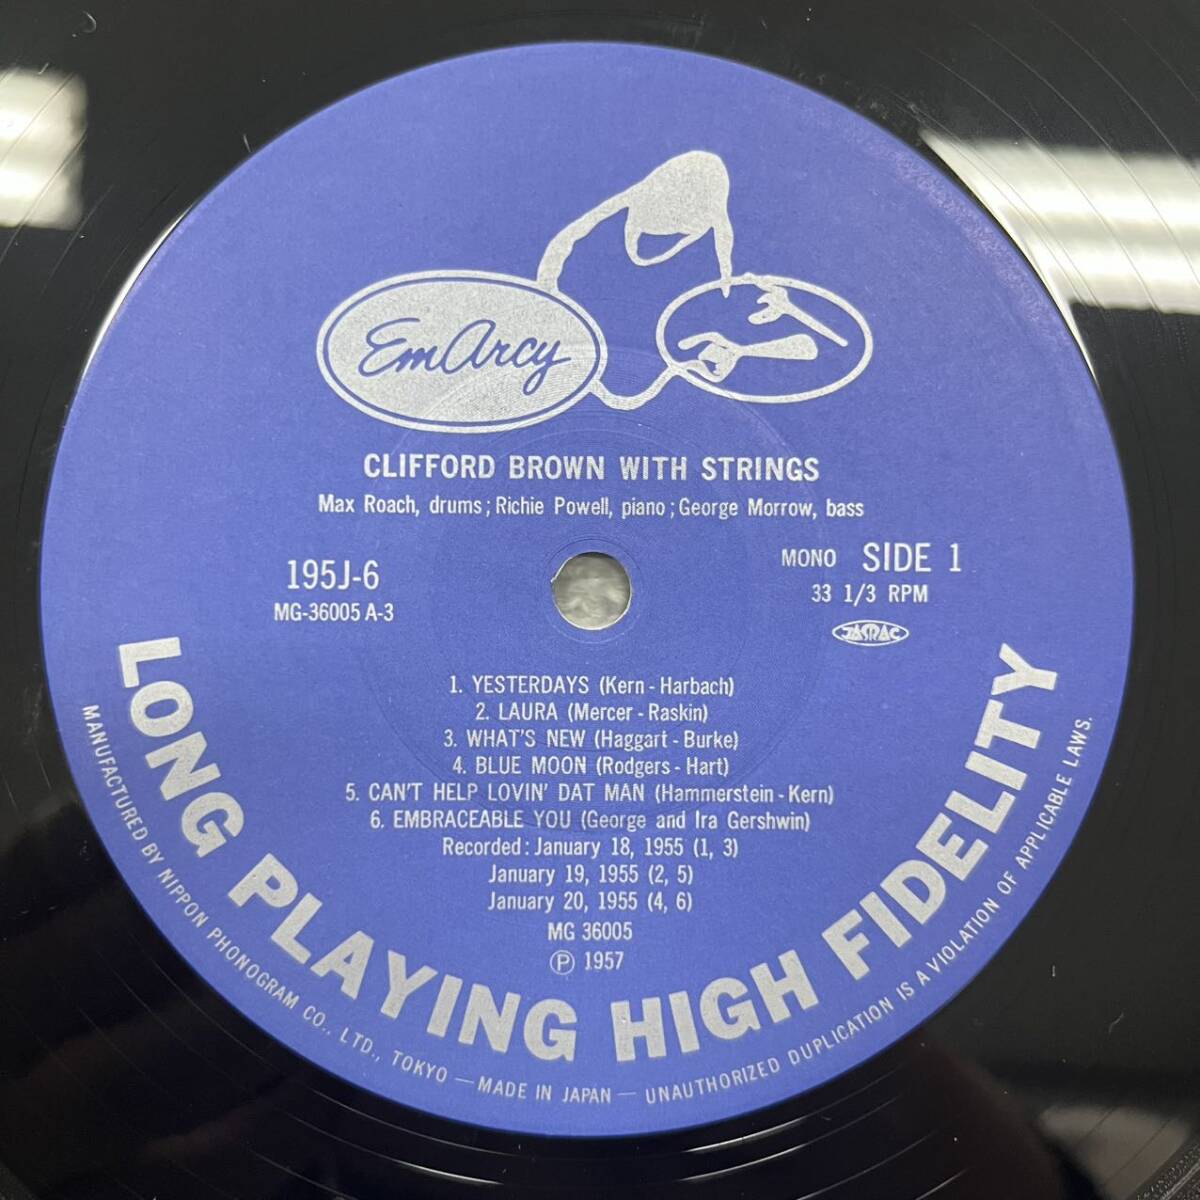 EmArcy
CLIFFORD BROWN WITH STRINGS
Max Roach, drums; Richie Powell, piano; George Morrow, bass
195J-6
MG-36005 A-3
MONO SIDE 1
33 1/3 RPM
JASRAC
1. YESTERDAYS (Kern - Harbach)
2. LAURA (Mercer - Raskin)
3. WHAT'S NEW (Haggart - Burke)
4. BLUE MOON (Rodgers - Hart)
5. CAN'T HELP LOVIN' DAT MAN (Hammerstein - Kern)
6. EMBRACEABLE YOU (George and Ira Gershwin)
Recorded: January 18, 1955 (1, 3)
January 19, 1955 (2, 5)
January 20, 1955 (4, 6)
MG 36005
Ⓟ 1957
LONG PLAYING HIGH FIDELITY
MANUFACTURED BY NIPPON PHONOGRAM CO., LTD., TOKYO — MADE IN JAPAN — UNAUTHORIZED DUPLICATION IS A VIOLATION OF APPLICABLE LAWS.